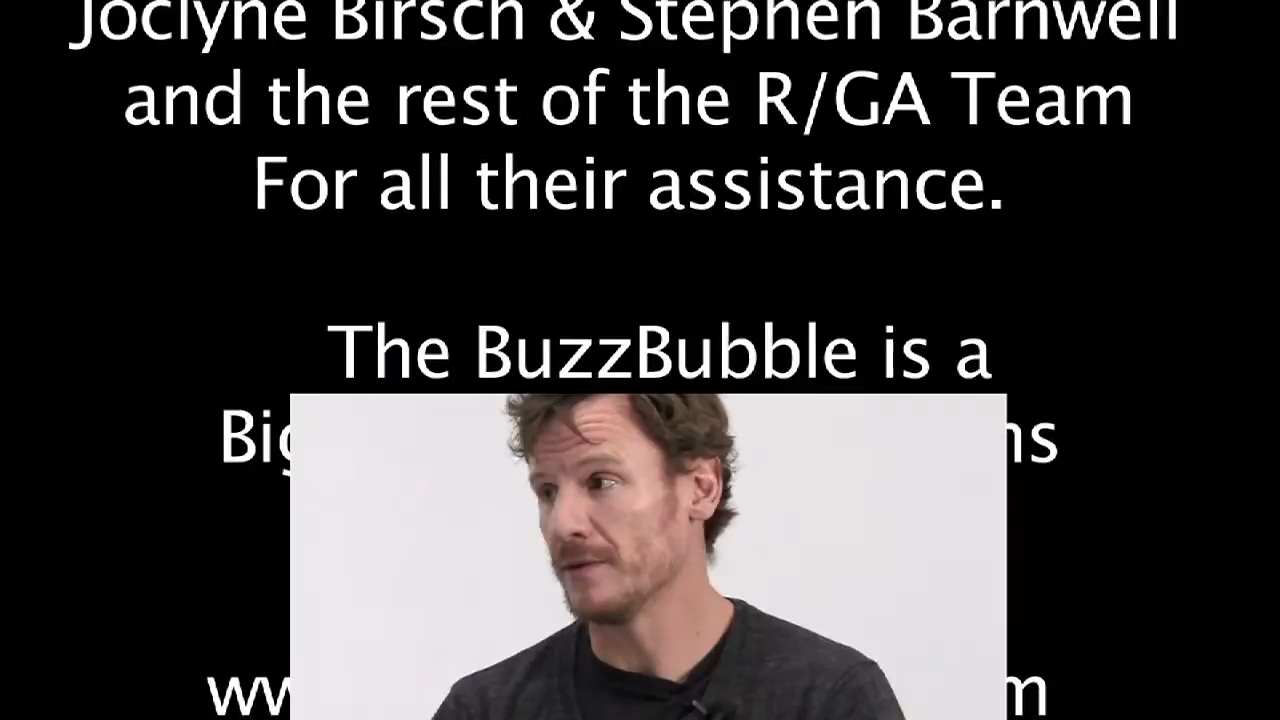 Joclyne Birsch & Stephen Barnwell
and the rest of the R/GA Team
For all their assistance.
The BuzzBubble is a